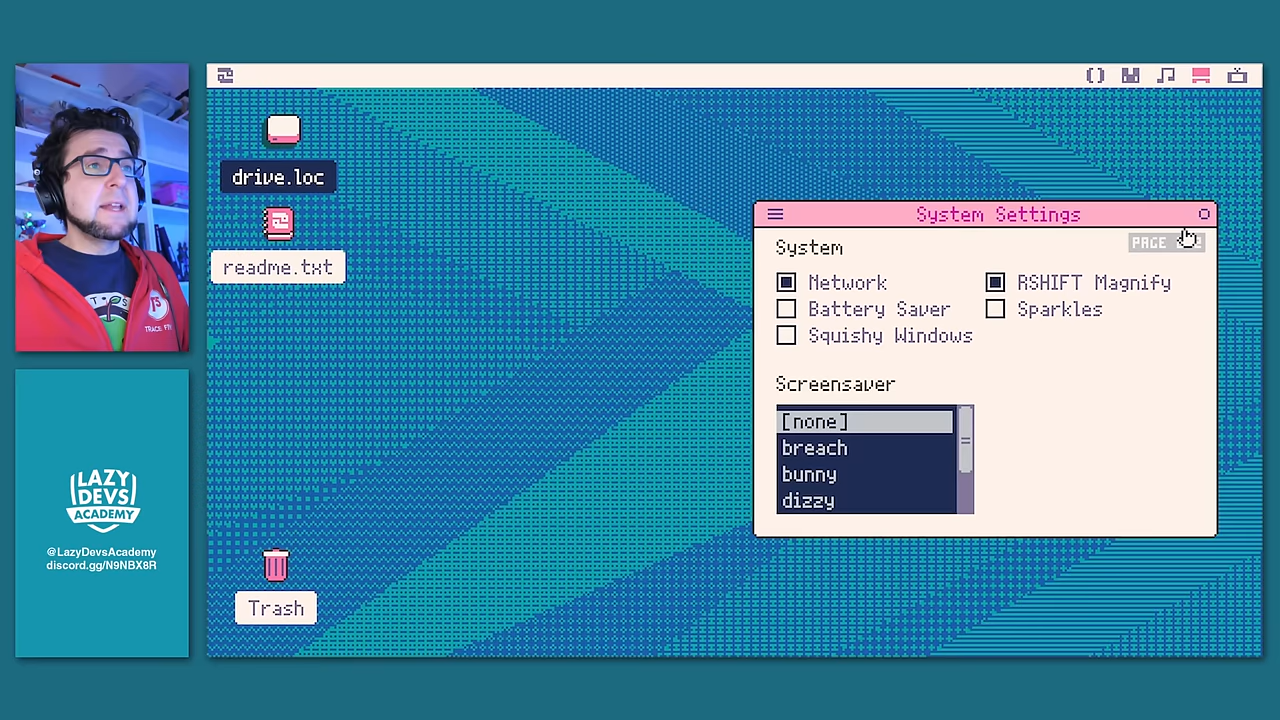 drive.loc
readme.txt
Trash
System Settings
PAGE
System
Network
RSHIFT Magnify
Battery Saver
Sparkles
Squishy Windows
Screensaver
[none]
breach
bunny
dizzy
LAZY
DEVS
ACADEMY
@LazyDevsAcademy
discord.gg/N9NBX8R